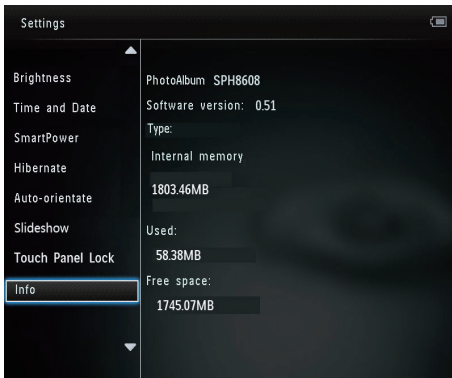 Settings
Brightness
Time and Date
SmartPower
Hibernate
Auto-orientate
Slideshow
Touch Panel Lock
Info
PhotoAlbum SPH8608
Software version: 0.51
Type:
Internal memory
1803.46MB
Used:
58.38MB
Free space:
1745.07MB